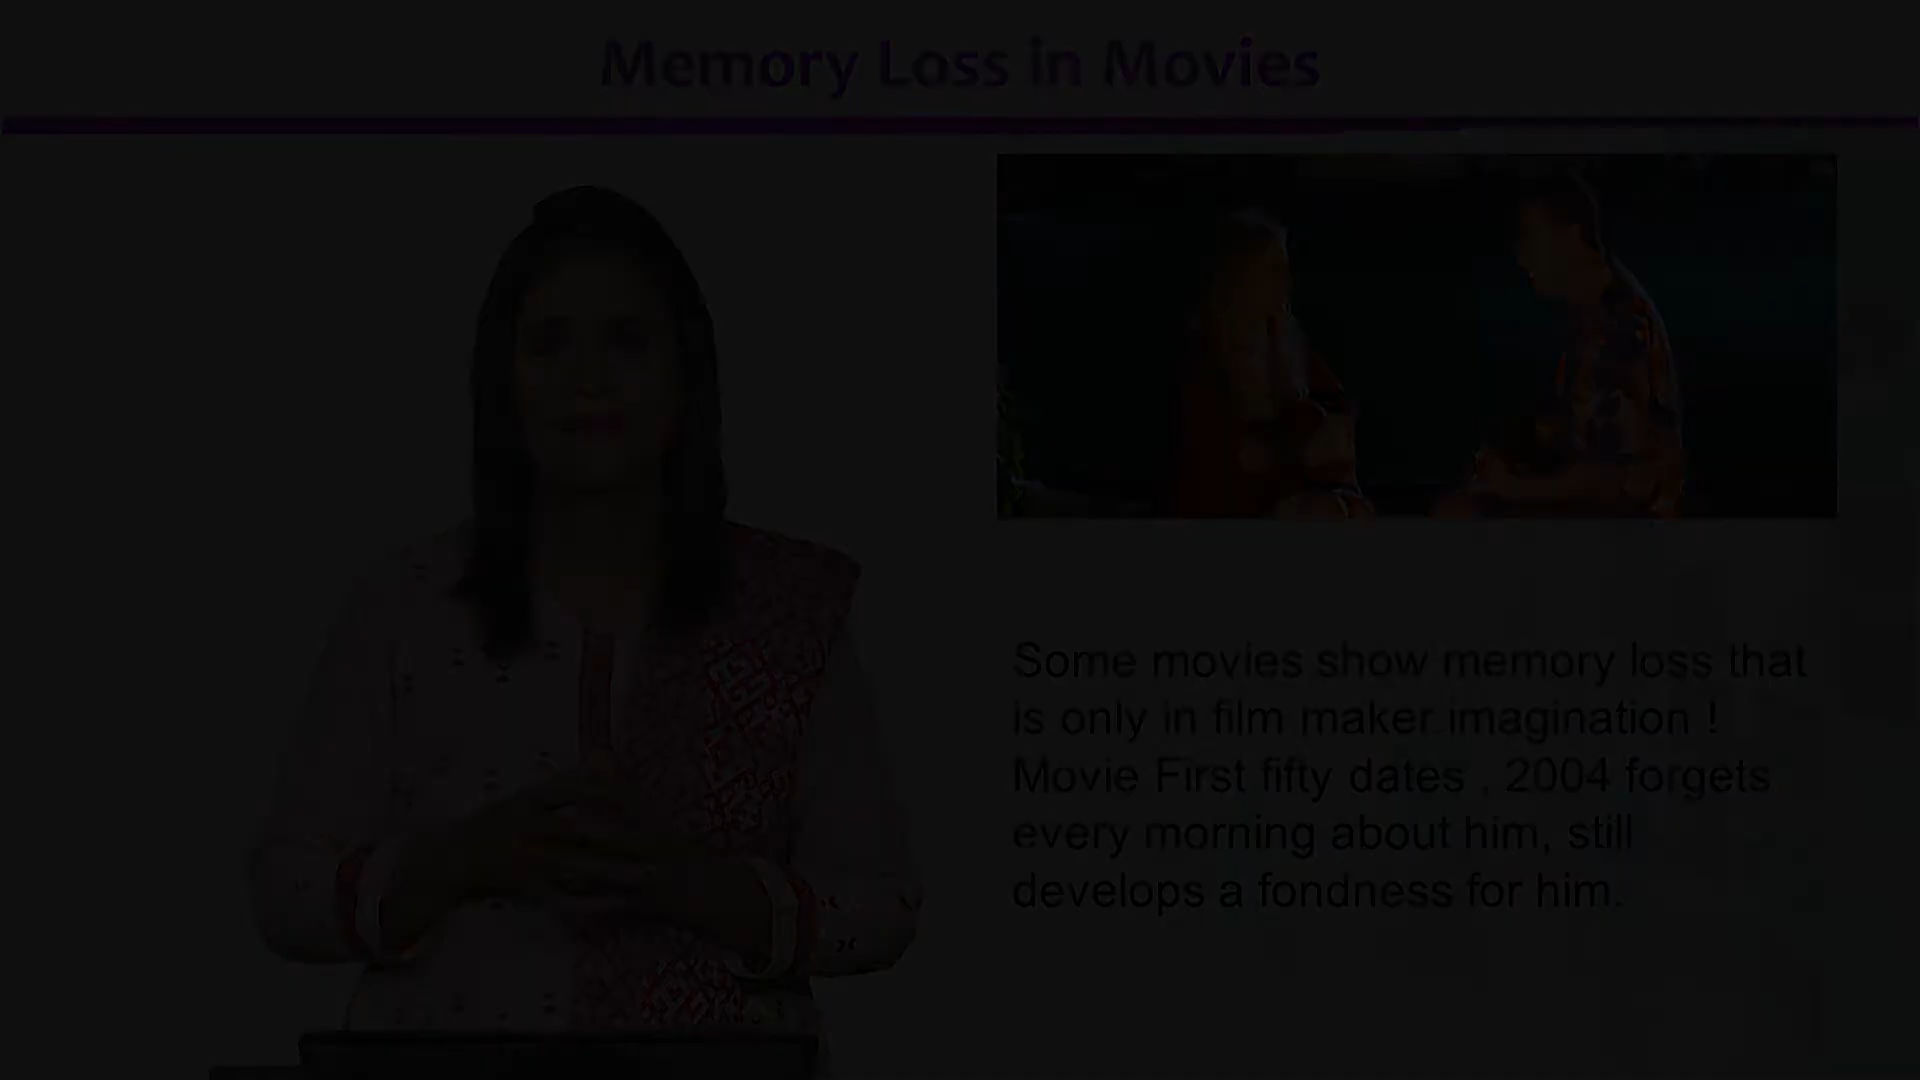 Memory Loss in Movies
Some movies show memory loss that
is only in film maker imagination !
Movie First fifty dates , 2004 forgets
every morning about him, still
develops a fondness for him.